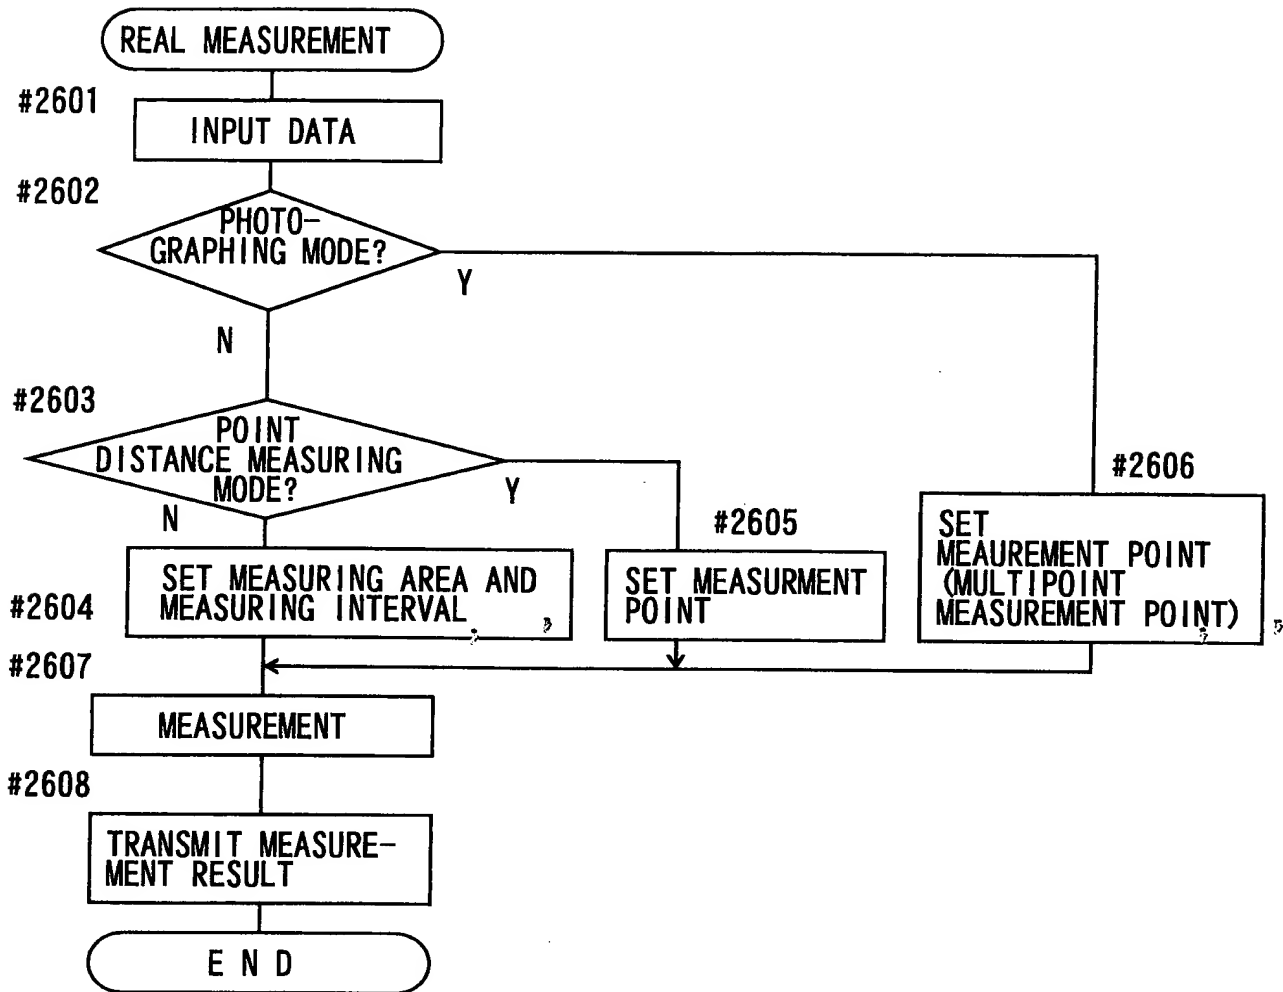 REAL MEASUREMENT
#2601
INPUT DATA
#2602
PHOTO-
GRAPHING MODE?
Y
N
#2603
POINT
DISTANCE MEASURING
MODE?
Y
N
#2604
SET MEASURING AREA AND
MEASURING INTERVAL
#2605
SET MEASURMENT
POINT
#2606
SET
MEAUREMENT POINT
(MULTIPOINT
MEASUREMENT POINT)
#2607
MEASUREMENT
#2608
TRANSMIT MEASURE-
MENT RESULT
END